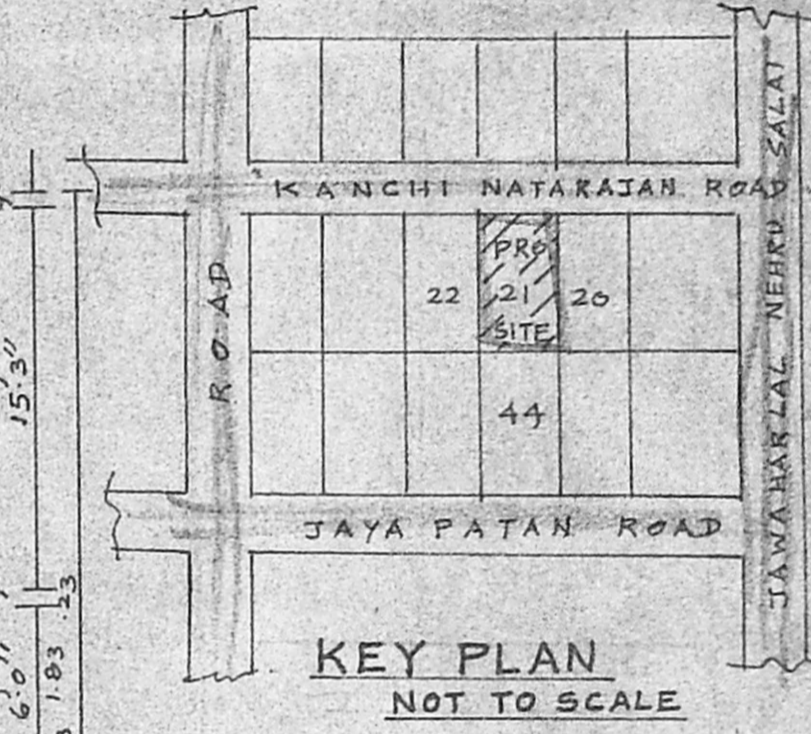 KANCHI NATARAJAN ROAD
JAWAHARLAL NEHRU SALAI
ROAD
PRO
22 21 20
SITE
44
JAYA PATAN ROAD
KEY PLAN
NOT TO SCALE
15'.3"
.23
6'.0"
1.83